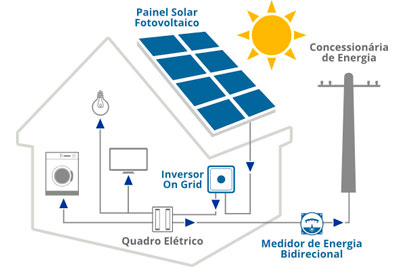 Painel Solar
Fotovoltaico
Concessionária
de Energia
Inversor
On Grid
Quadro Elétrico
Medidor de Energia
Bidirecional